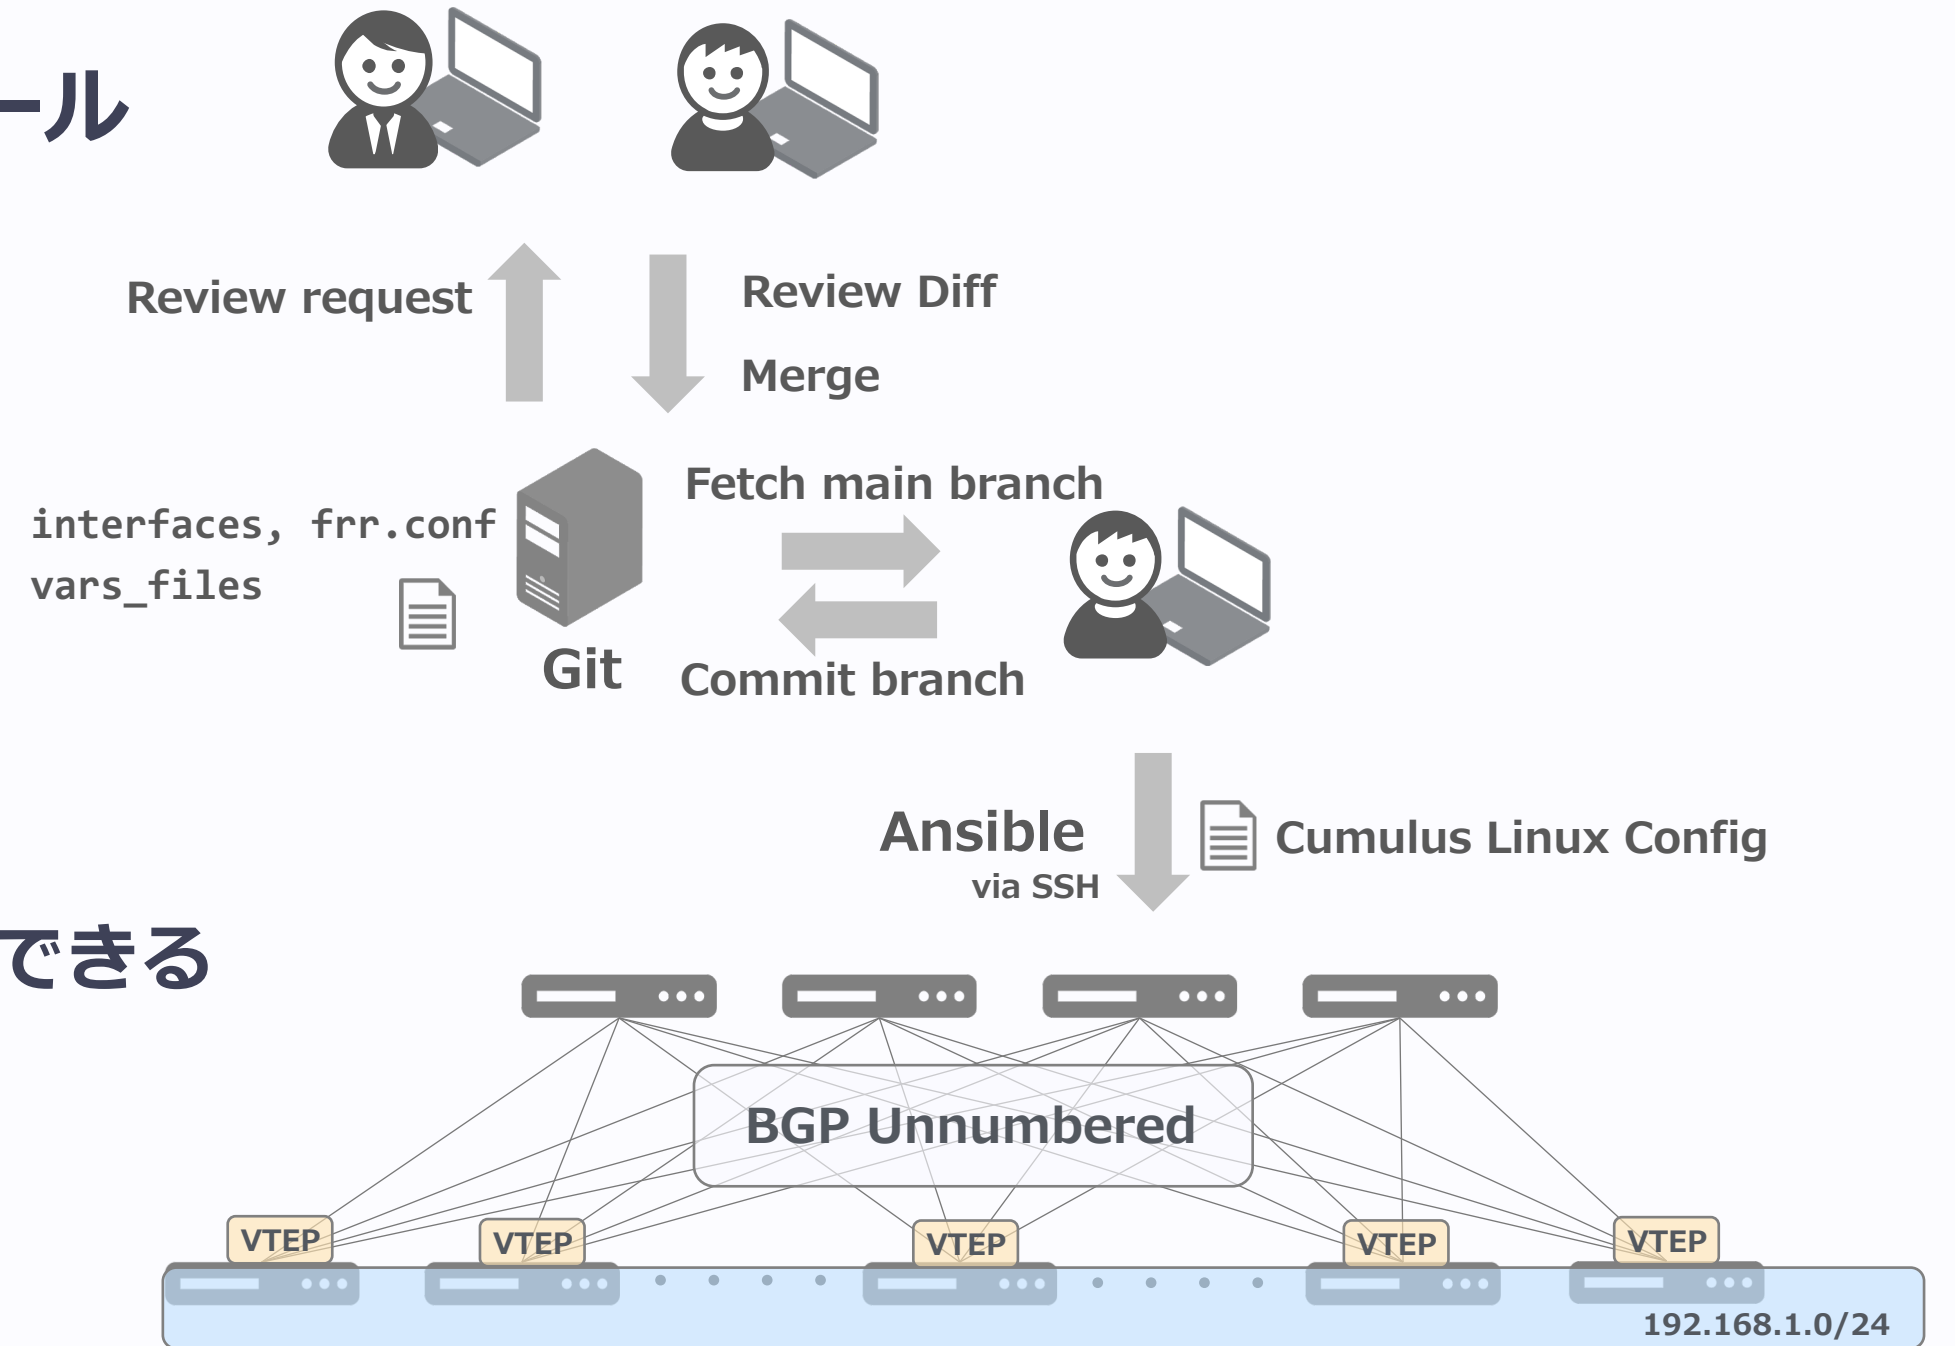 ール
Review request
Review Diff
Merge
Fetch main branch
interfaces, frr.conf
vars_files
Git
Commit branch
Ansible
via SSH
Cumulus Linux Config
できる
BGP Unnumbered
VTEP
VTEP
VTEP
VTEP
VTEP
192.168.1.0/24